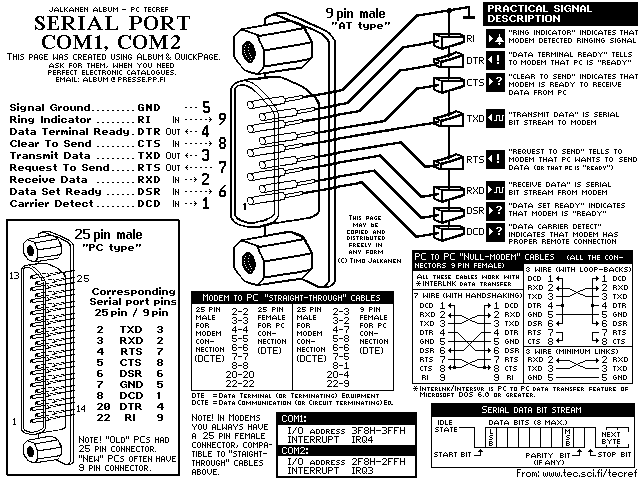 JALKANEN ALBUM - PC TECREF
SERIAL PORT
COM1, COM2
THIS PAGE WAS CREATED USING ALBUM & QUICKPAGE.
ASK FOR THEM, WHEN YOU NEED
PERFECT ELECTRONIC CATALOGUES.
EMAIL: ALBUM@PRESSE.PP.FI
Signal Ground....... GND 5
Ring Indicator ...... RI IN 9
Data Terminal Ready. DTR OUT 4
Clear To Send ...... CTS IN 8
Transmit Data ...... TXD OUT 3
Request To Send.... RTS OUT 7
Receive Data ....... RXD IN 2
Data Set Ready ..... DSR IN 6
Carrier Detect...... DCD IN 1
9 pin male
"AT type"
1
PRACTICAL SIGNAL
DESCRIPTION
RI
"RING INDICATOR" INDICATES THAT
MODEM DETECTED RINGING SIGNAL
DTR
"DATA TERMINAL READY" TELLS
TO MODEM THAT PC IS "READY"
CTS
"CLEAR TO SEND" INDICATES THAT
MODEM IS READY TO RECEIVE
DATA FROM PC
TXD
"TRANSMIT DATA" IS SERIAL
BIT STREAM TO MODEM
RTS
"REQUEST TO SEND" TELLS TO
MODEM THAT PC WANTS TO SEND
DATA (OR THAT PC IS "READY")
RXD
"RECEIVE DATA" IS SERIAL
BIT STREAM FROM MODEM
DSR
"DATA SET READY" INDICATES
THAT MODEM IS "READY"
DCD
"DATA CARRIER DETECT"
INDICATES THAT MODEM HAS
PROPER REMOTE CONNECTION
THIS PAGE
MAY BE
COPIED AND
DISTRIBUTED
FREELY IN
ANY FORM
(C) TIMO JALKANEN
25 pin male
"PC type"
13
25
1
14
Corresponding
Serial port pins
25 pin / 9 pin
2 TXD 3
3 RXD 2
4 RTS 7
5 CTS 8
6 DSR 6
7 GND 5
8 DCD 1
20 DTR 4
22 RI 9
NOTE! "OLD" PCS HAD
25 PIN CONNECTOR.
"NEW" PCS OFTEN HAVE
9 PIN CONNECTOR.
MODEM TO PC "STRAIGHT-THROUGH" CABLES
25 PIN
FEMALE
FOR
MODEM
CON-
NECTION
(DCTE)
2-2
3-3
4-4
5-5
6-6
7-7
8-8
20-20
22-22
25 PIN
FEMALE
FOR PC
CON-
NECTION
(DTE)
25 PIN
MALE
FOR
MODEM
CON-
NECTION
(DCTE)
2-3
3-2
4-7
5-8
6-6
7-5
8-1
20-4
22-9
9 PIN
FEMALE
FOR PC
CON-
NECTION
(DTE)
DTE = DATA TERMINAL (OR TERMINATING) EQUIPMENT
DCTE = DATA COMMUNICATION (OR CIRCUIT TERMINATING) EQ.
NOTE! IN MODEMS
YOU ALWAYS HAVE
A 25 PIN FEMALE
CONNECTOR, COMPA-
TIBLE TO "STAIGHT-
THROUGH" CABLES
ABOVE.
COM1:
I/O ADDRESS 3F8H-3FFH
INTERRUPT IRQ4
COM2:
I/O ADDRESS 2F8H-2FFH
INTERRUPT IRQ3
PC TO PC "NULL-MODEM" CABLES (ALL THE CON-
NECTORS 9 PIN FEMALE)
ALL THESE CABLES WORK WITH
*INTERLNK DATA TRANSFER
7 WIRE (WITH HANDSHAKING)
DCD 1 1 DCD
RXD 2 2 RXD
TXD 3 3 TXD
DTR 4 4 DTR
GND 5 5 GND
DSR 6 6 DSR
RTS 7 7 RTS
CTS 8 8 CTS
RI 9 9 RI
3 WIRE (WITH LOOP-BACKS)
DCD 1 1 DCD
RXD 2 2 RXD
TXD 3 3 TXD
DTR 4 4 DTR
GND 5 5 GND
DSR 6 6 DSR
RTS 7 7 RTS
CTS 8 8 CTS
3 WIRE (MINIMUM LINKS)
RXD 2 2 RXD
TXD 3 3 TXD
GND 5 5 GND
*INTERLNK/INTERSVR IS PC TO PC DATA TRANSFER FEATURE OF
MICROSOFT DOS 6.0 OR GREATER.
SERIAL DATA BIT STREAM
IDLE
STATE
DATA BITS (8 MAX.)
LSB
MSB
NEXT
BYTE
START BIT
PARITY BIT
(IF ANY)
STOP BIT
From: www.tec.sci.fi/tecref